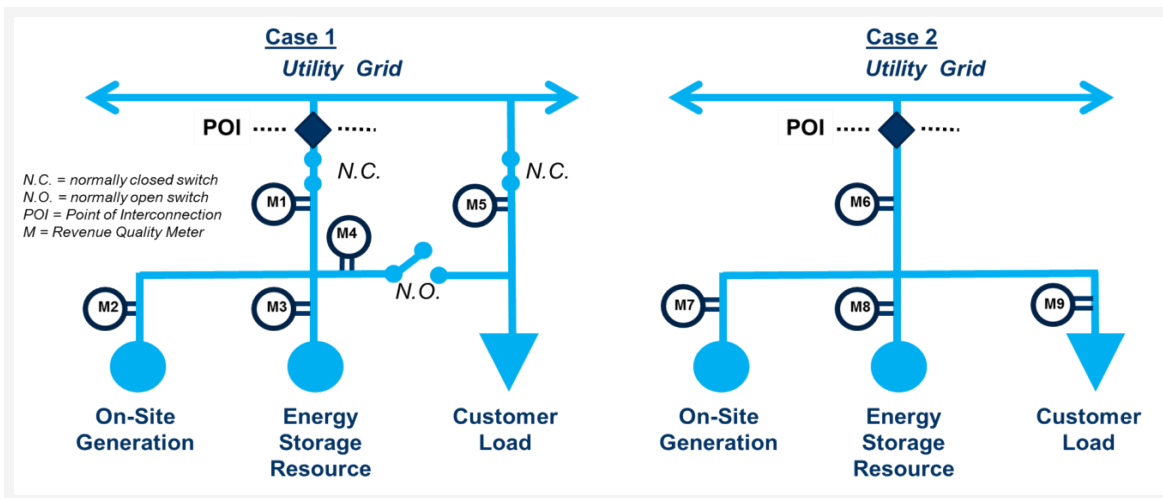 Case 1
Utility Grid
POI
N.C.
N.C.
N.C. = normally closed switch
N.O. = normally open switch
POI = Point of Interconnection
M = Revenue Quality Meter
M1
M5
M4
N.O.
M2
M3
On-Site
Generation
Energy
Storage
Resource
Customer
Load
Case 2
Utility Grid
POI
M6
M7
M8
M9
On-Site
Generation
Energy
Storage
Resource
Customer
Load